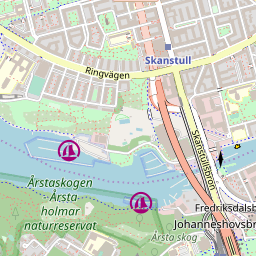 Skanstull
Ringvägen
Skanstullsbron
Årstaskogen
Årsta
holmar
naturreservat
Fredriksdalsb
Johanneshovsbr
Årsta skog